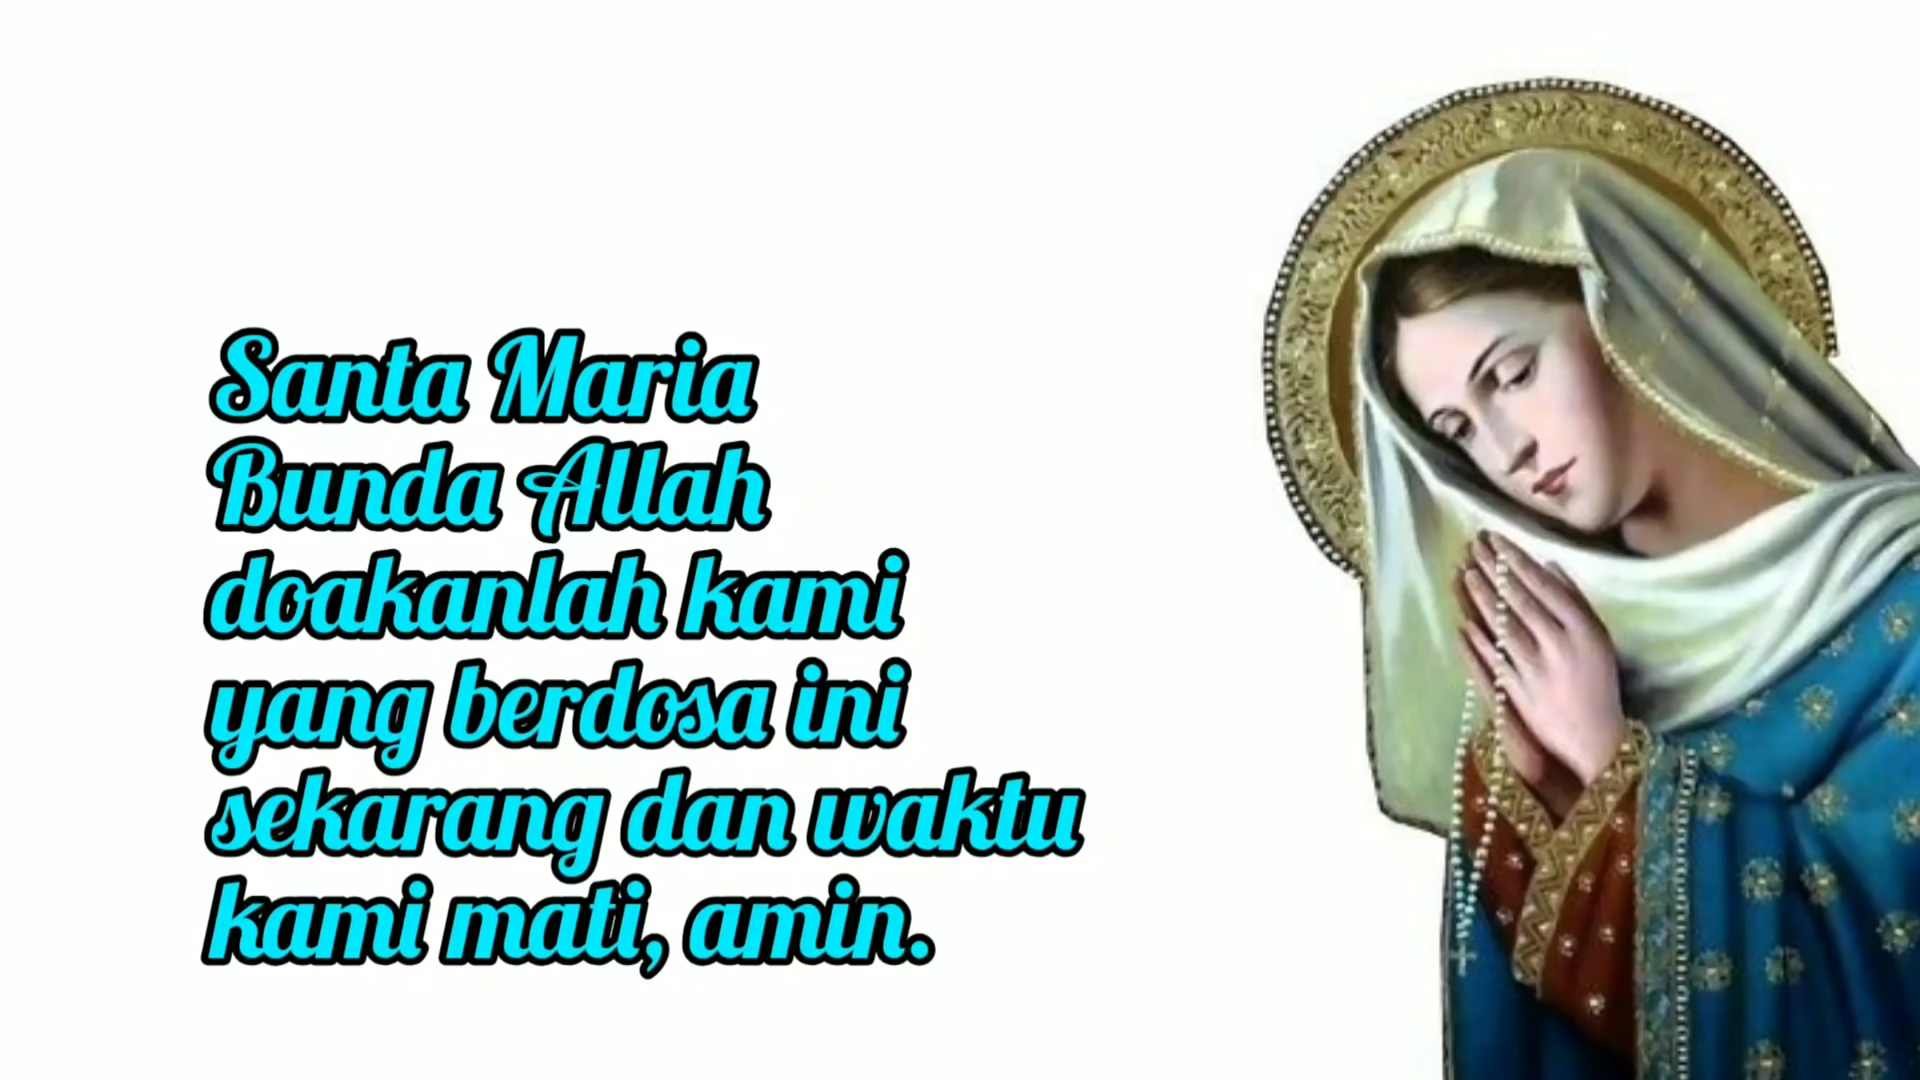 Santa Maria
Bunda Allah
doakanlah kami
yang berdosa ini
sekarang dan waktu
kami mati, amin.